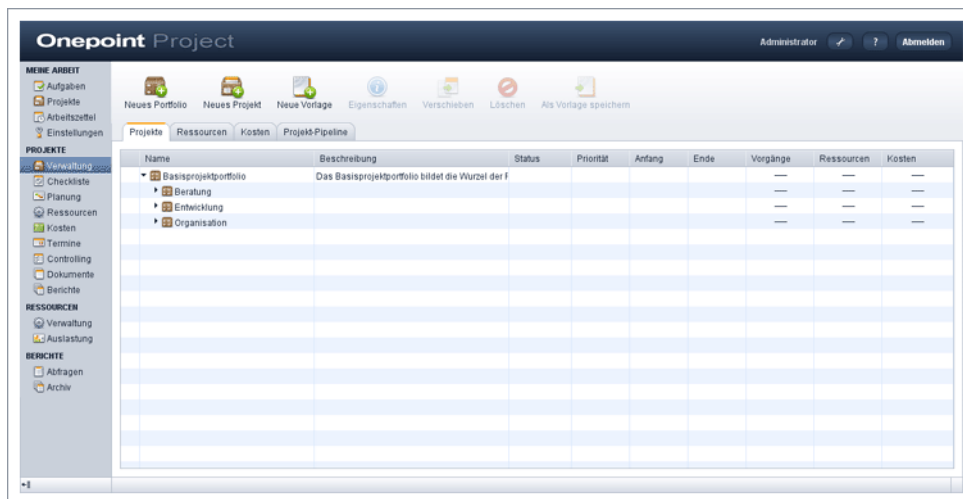 Onepoint Project
Administrator ? Abmelden
MEINE ARBEIT
Aufgaben
Projekte
Arbeitszettel
Einstellungen
PROJEKTE
Verwaltung
Checkliste
Planung
Ressourcen
Kosten
Termine
Controlling
Dokumente
Berichte
RESSOURCEN
Verwaltung
Auslastung
BERICHTE
Abfragen
Archiv
Neues Portfolio Neues Projekt Neue Vorlage Eigenschaften Verschieben Löschen Als Vorlage speichern
Projekte Ressourcen Kosten Projekt-Pipeline
Name Beschreibung Status Priorität Anfang Ende Vorgänge Ressourcen Kosten
Basisprojektportfolio Das Basisprojektportfolio bildet die Wurzel der F — — —
Beratung — — —
Entwicklung — — —
Organisation — — —